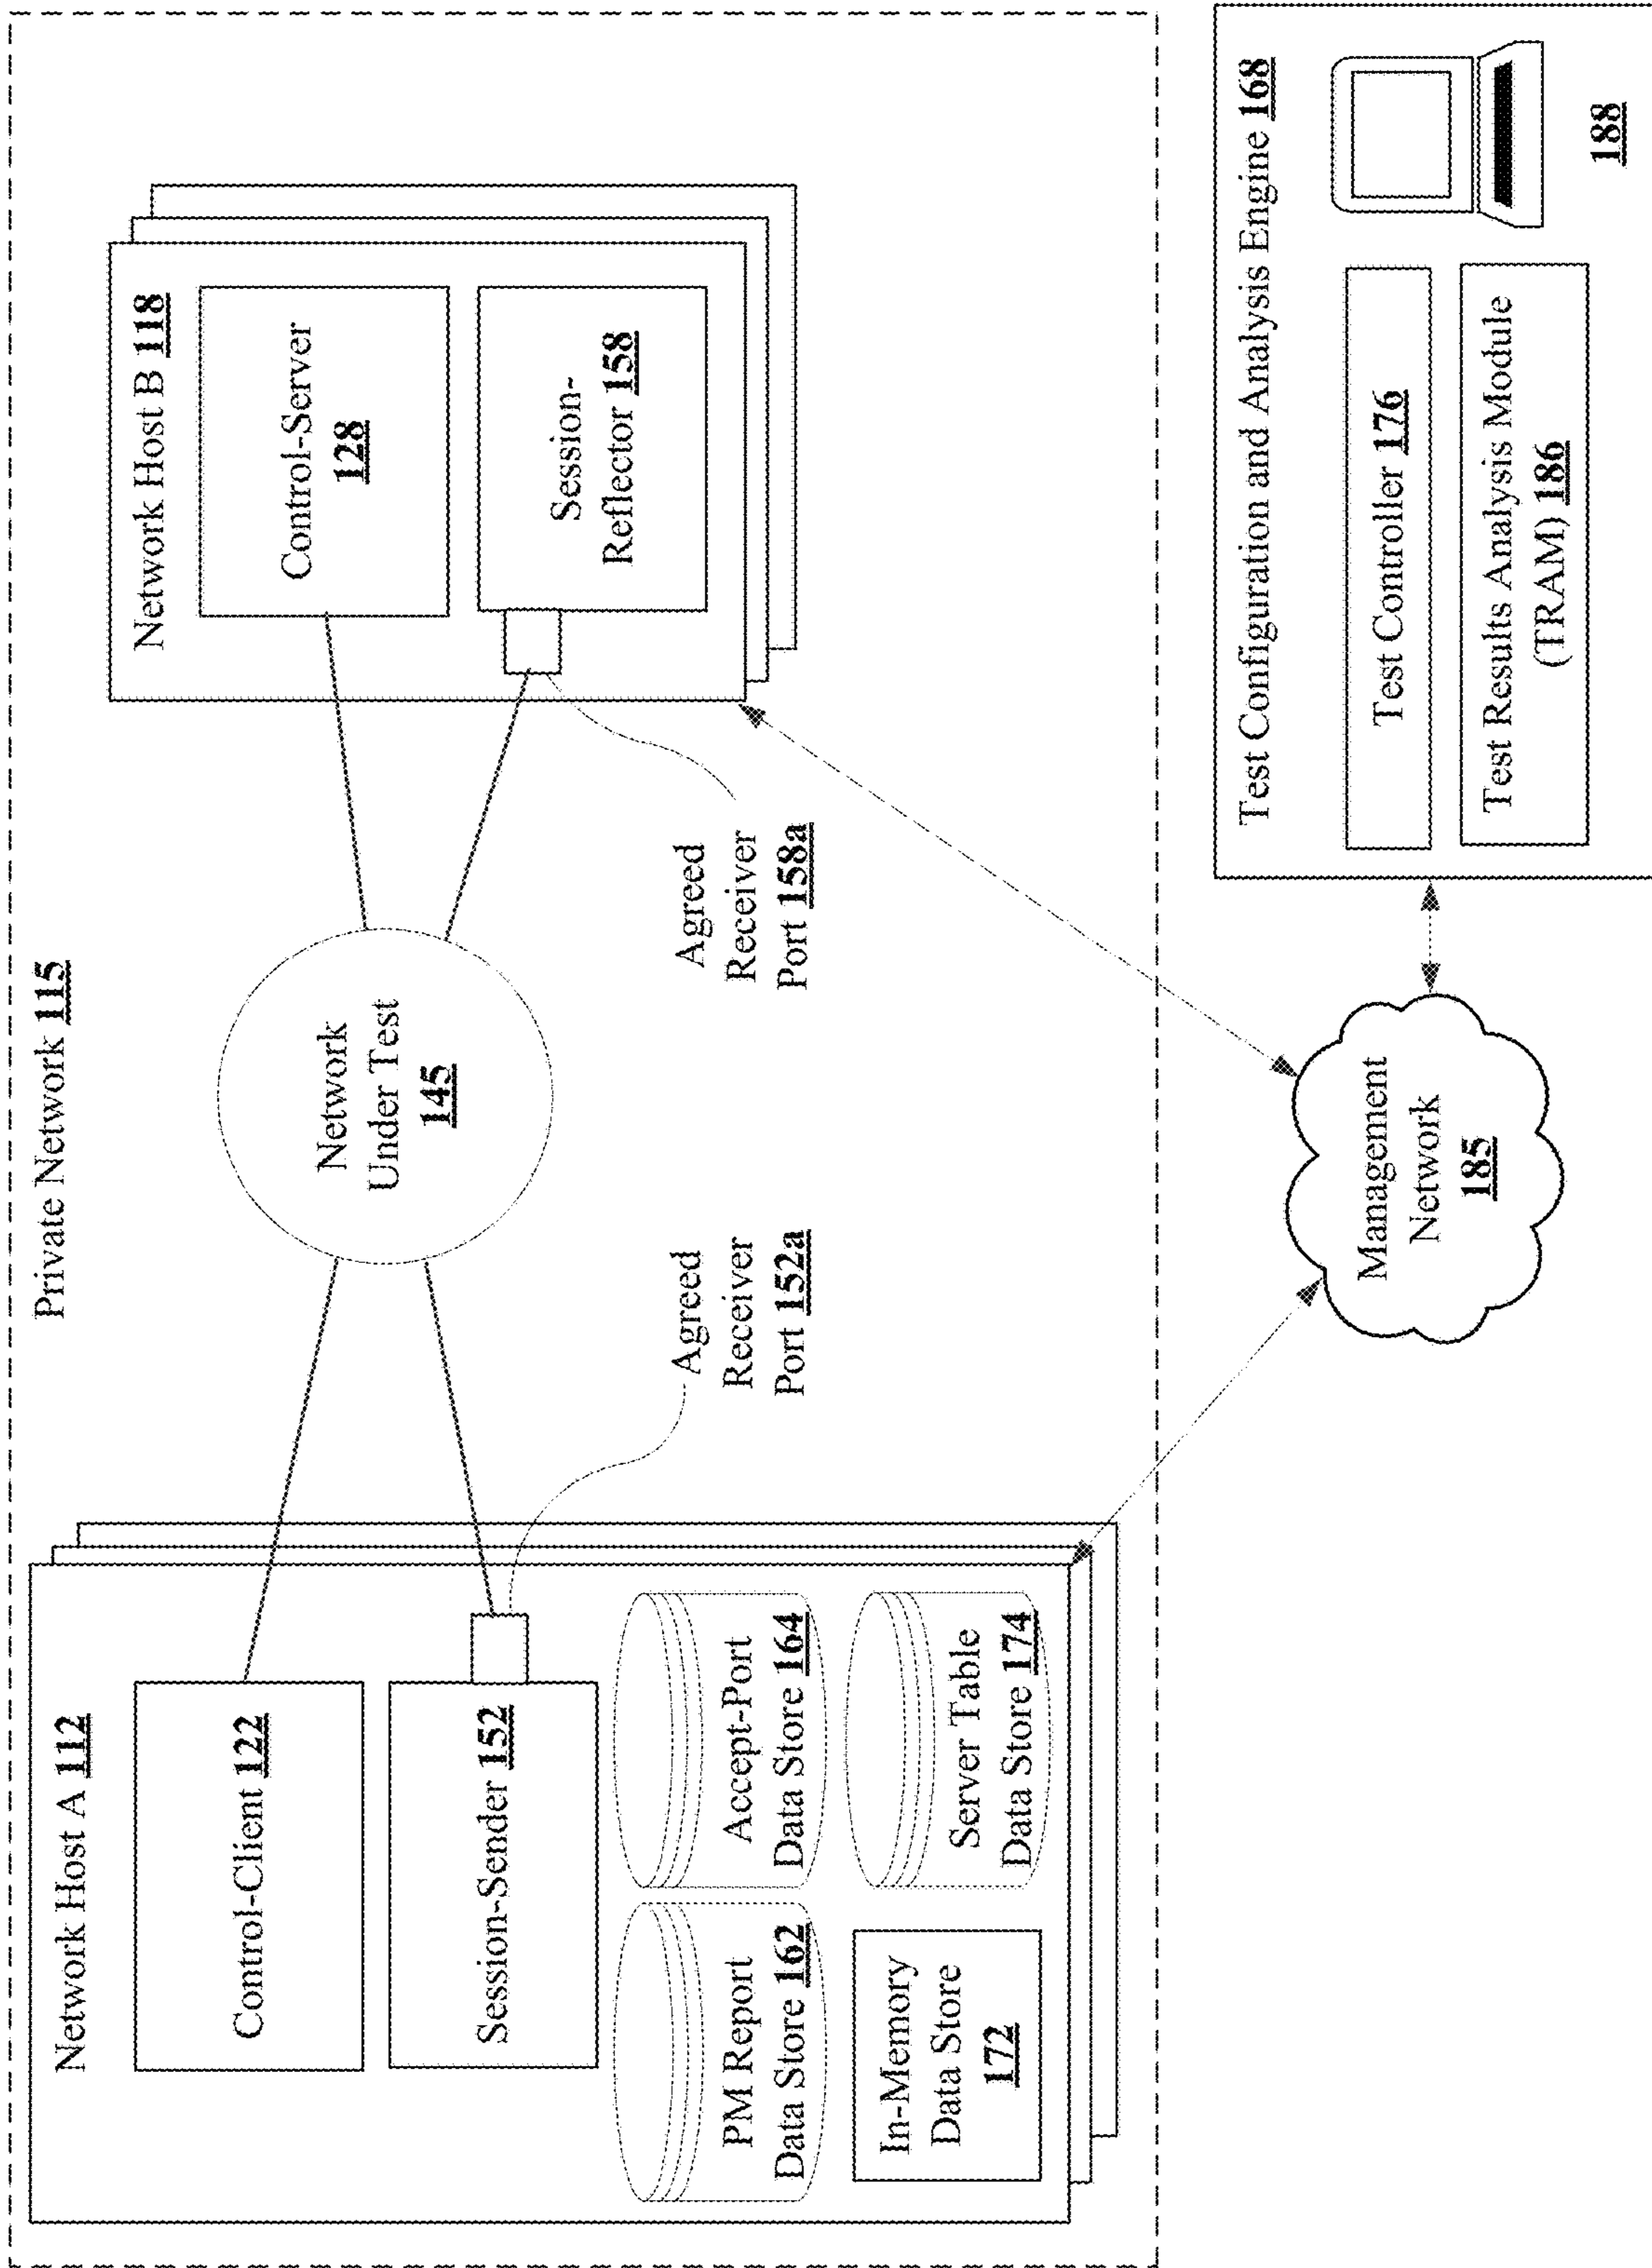 Private Network 115
Network Host A 112
Control-Client 122
Session-Sender 152
PM Report
Data Store 162
Accept-Port
Data Store 164
In-Memory
Data Store
172
Server Table
Data Store 174
Agreed
Receiver
Port 152a
Network
Under Test
145
Agreed
Receiver
Port 158a
Network Host B 118
Control-Server
128
Session-
Reflector 158
Management
Network
185
Test Configuration and Analysis Engine 168
Test Controller 176
Test Results Analysis Module
(TRAM) 186
188